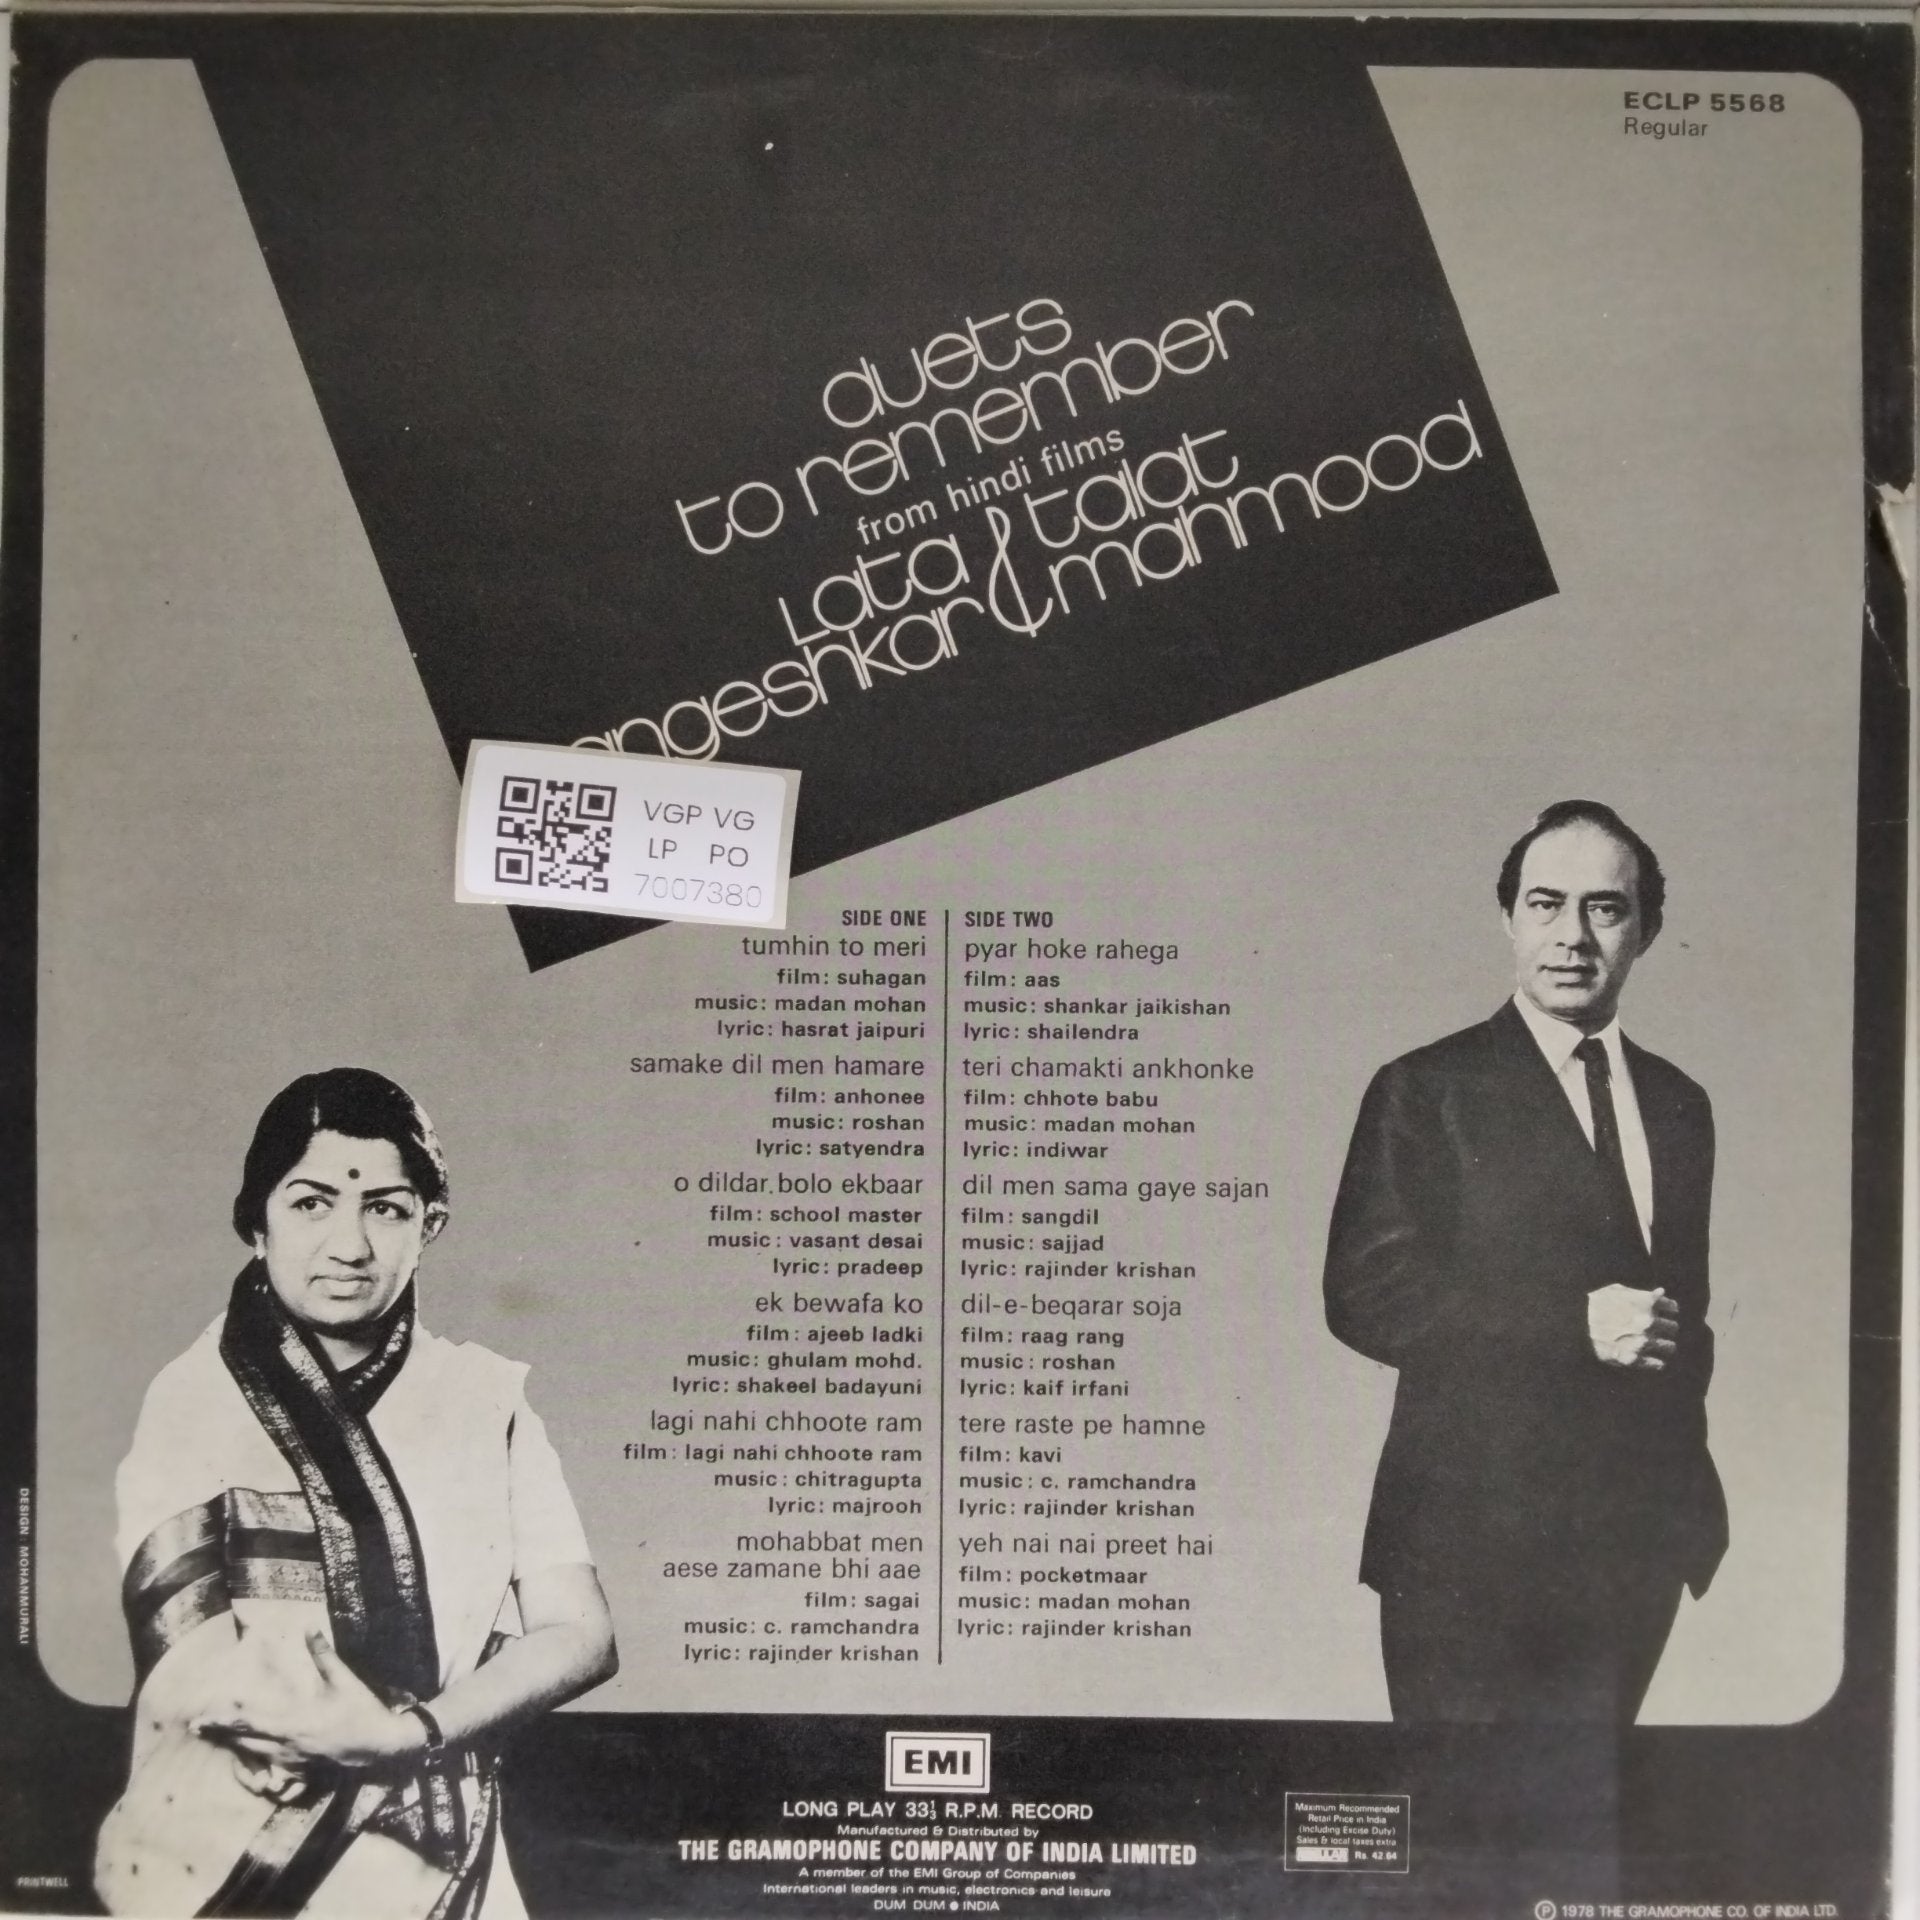 ECLP 5568
Regular
duets
to remember
from hindi films
Lata & talat
angeshkar mahmood
VGP VG
LP PO
7007380
SIDE ONE
tumhin to meri
film: suhagan
music: madan mohan
lyric: hasrat jaipuri
samake dil men hamare
film: anhonee
music: roshan
lyric: satyendra
o dildar. bolo ekbaar
film: school master
music: vasant desai
lyric: pradeep
ek bewafa ko
film: ajeeb ladki
music: ghulam mohd.
lyric: shakeel badayuni
lagi nahi chhoote ram
film: lagi nahi chhoote ram
music: chitragupta
lyric: majrooh
mohabbat men
aese zamane bhi aae
film: sagai
music: c. ramchandra
lyric: rajinder krishan
SIDE TWO
pyar hoke rahega
film: aas
music: shankar jaikishan
lyric: shailendra
teri chamakti ankhonke
film: chhote babu
music: madan mohan
lyric: indiwar
dil men sama gaye sajan
film: sangdil
music: sajjad
lyric: rajinder krishan
dil-e-beqarar soja
film: raag rang
music: roshan
lyric: kaif irfani
tere raste pe hamne
film: kavi
music: c. ramchandra
lyric: rajinder krishan
yeh nai nai preet hai
film: pocketmaar
music: madan mohan
lyric: rajinder krishan
DESIGN: MOHANMURALI
PRINTWELL
EMI
LONG PLAY 33⅓ R.P.M. RECORD
Manufactured & Distributed by
THE GRAMOPHONE COMPANY OF INDIA LIMITED
A member of the EMI Group of Companies
International leaders in music, electronics and leisure
DUM DUM ● INDIA
Maximum Recommended
Retail Price in India
(Including Excise Duty)
Sales & local taxes extra
Rs. 42.64
Ⓟ 1978 THE GRAMOPHONE CO. OF INDIA LTD.